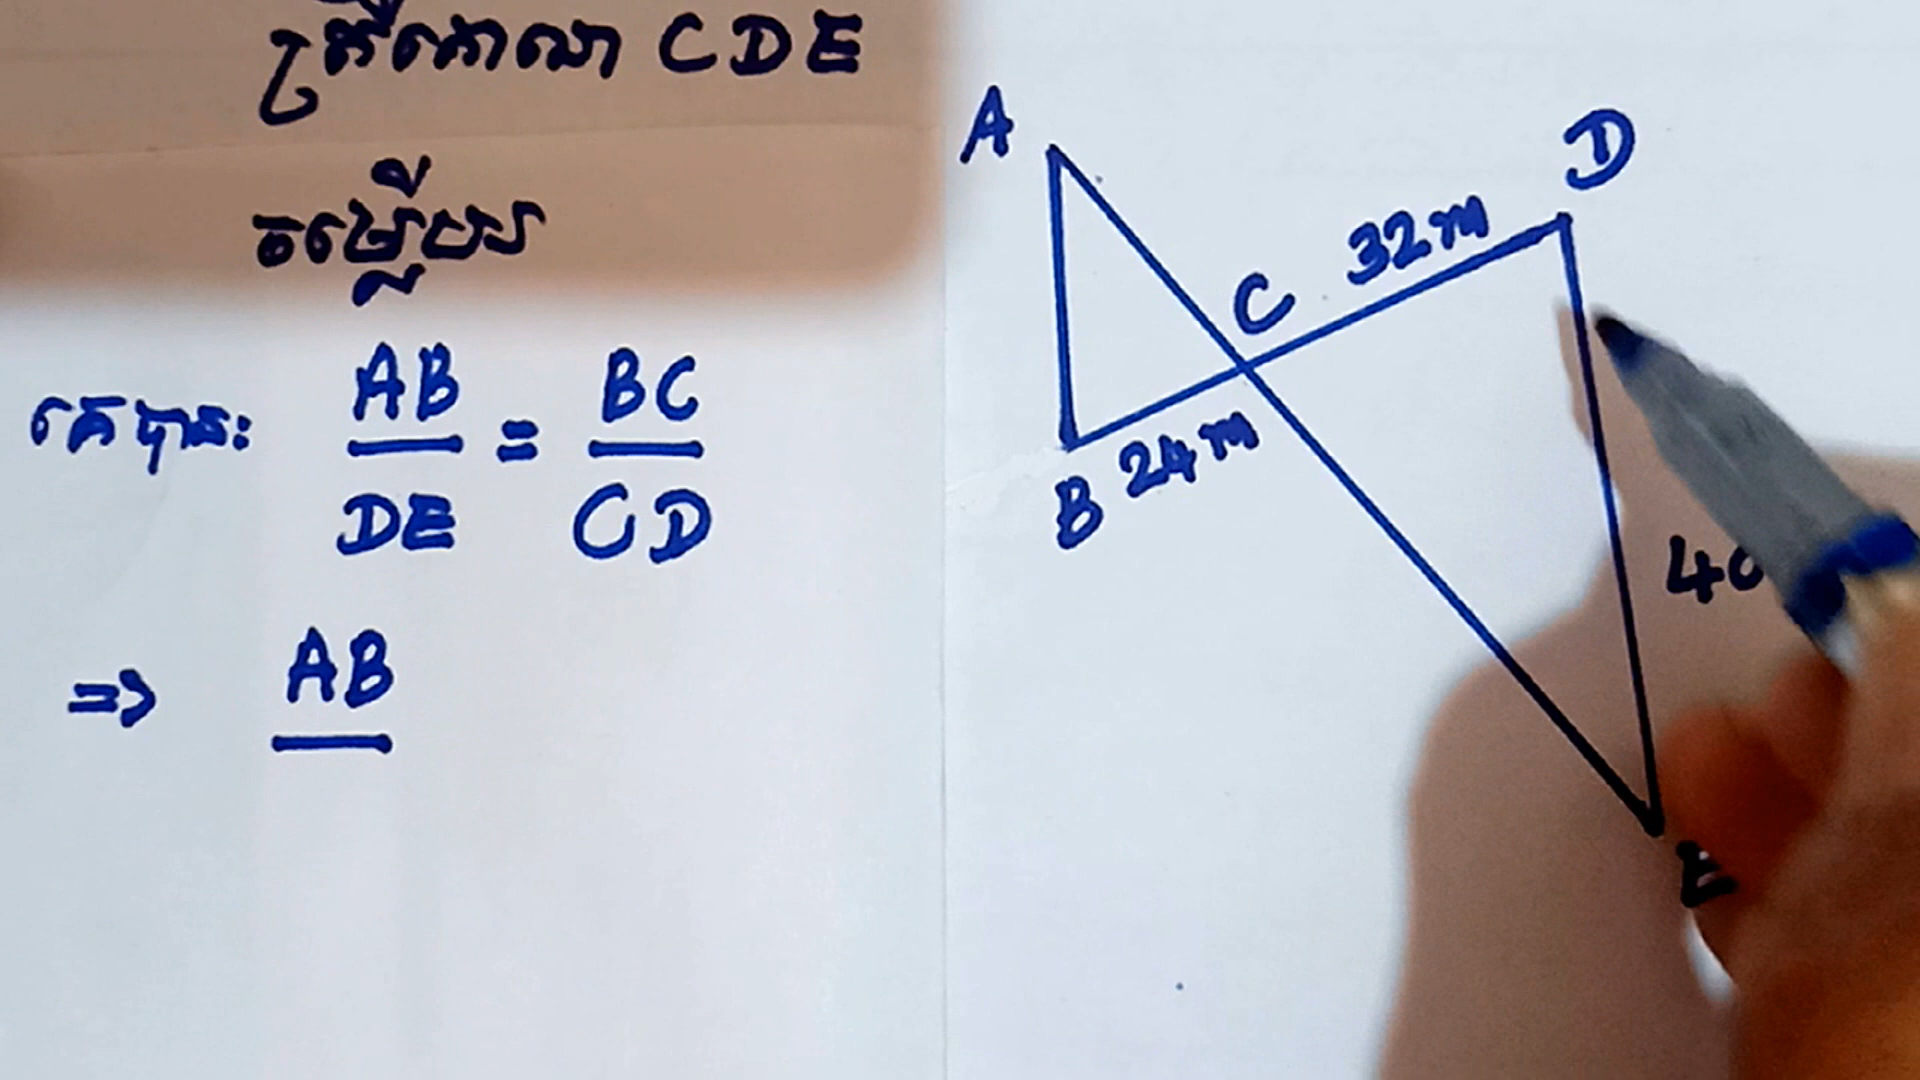 ត្រីកោណ CDE
ចម្លើយ
គេបាន: AB/DE = BC/CD
=> AB
A
D
32m
C
B
24m
E